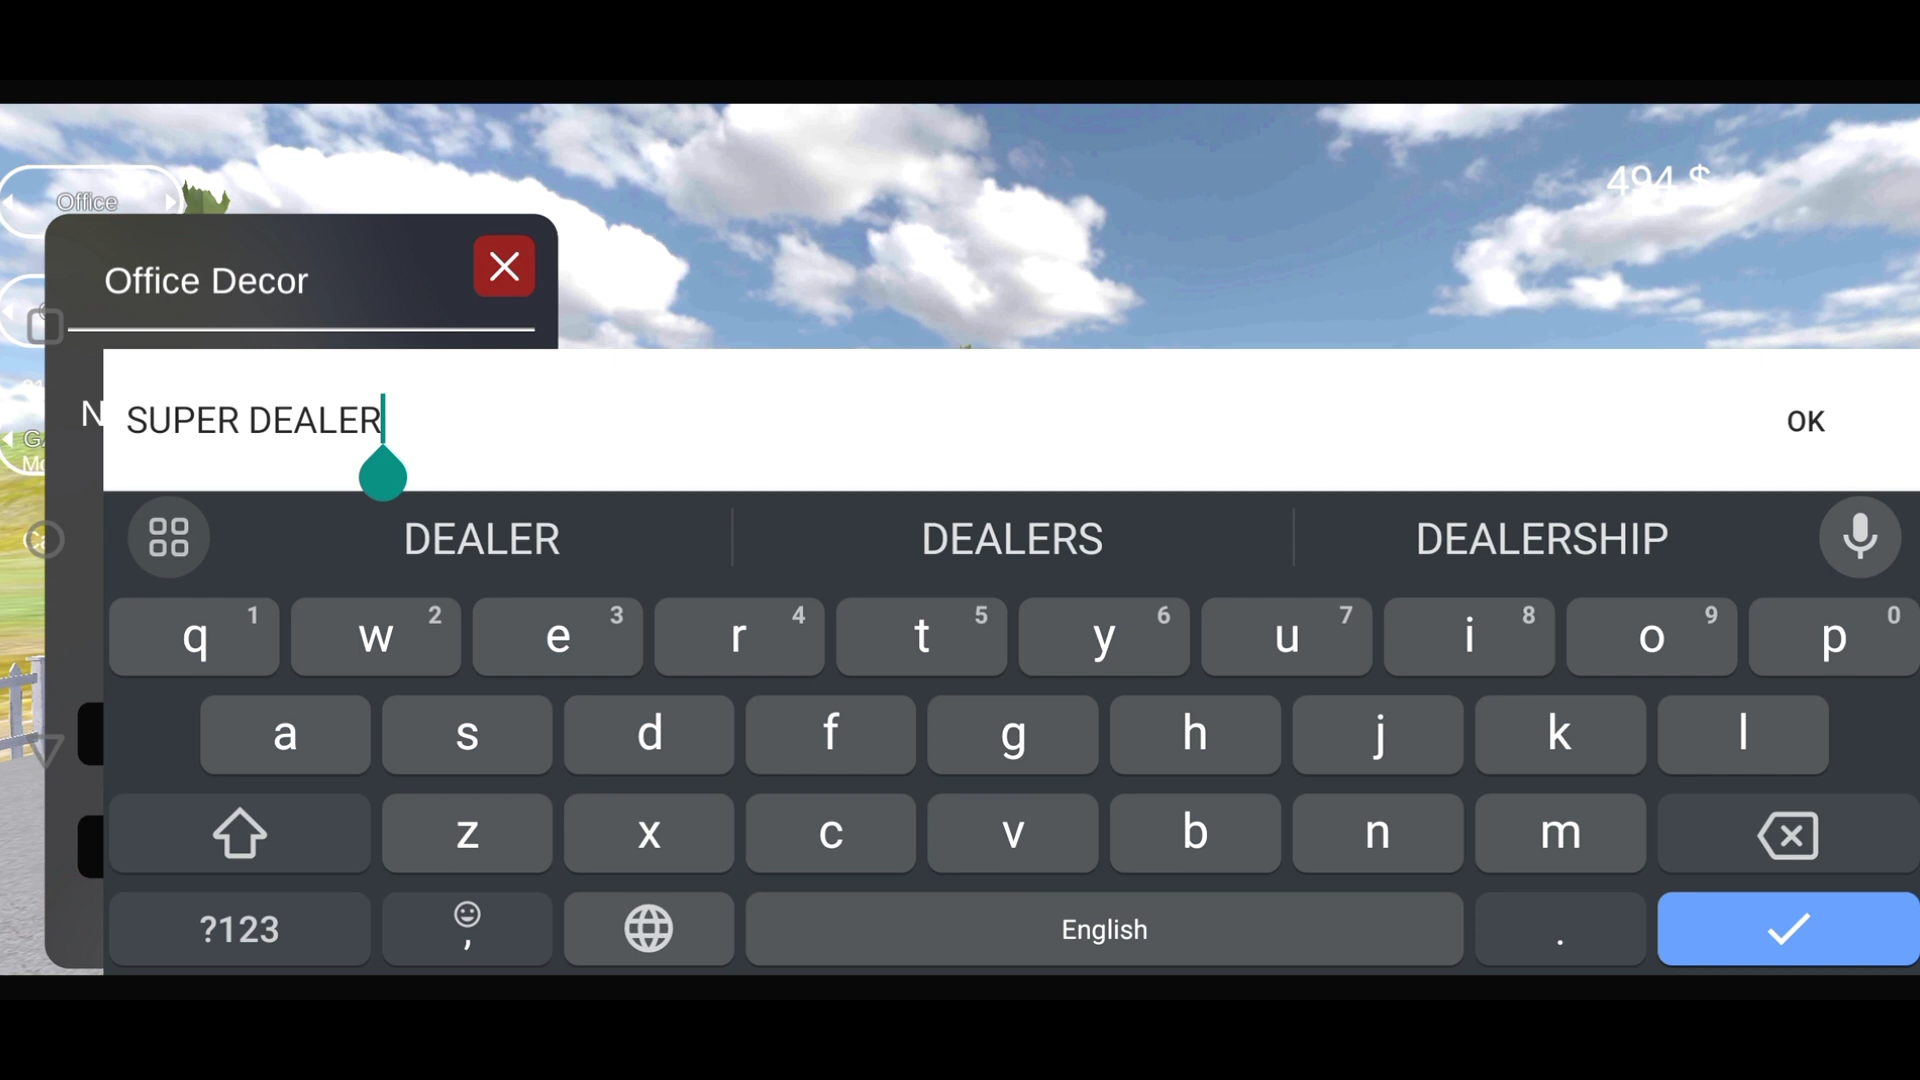 Office
494 $
Office Decor
N
SUPER DEALER
OK
DEALER DEALERS DEALERSHIP
q 1 w 2 e 3 r 4 t 5 y 6 u 7 i 8 o 9 p 0
a s d f g h j k l
z x c v b n m
?123 , English .